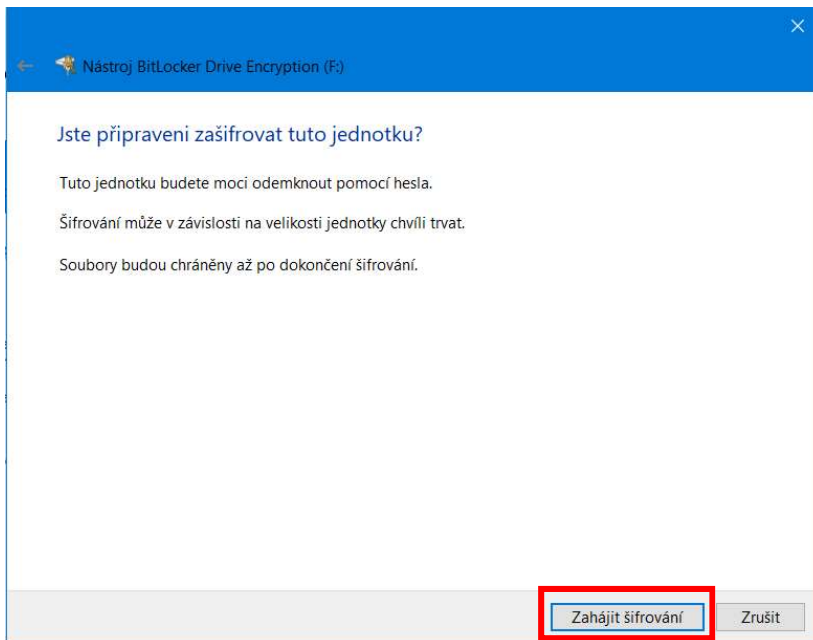 Nástroj BitLocker Drive Encryption (F:)
Jste připraveni zašifrovat tuto jednotku?
Tuto jednotku budete moci odemknout pomocí hesla.
Šifrování může v závislosti na velikosti jednotky chvíli trvat.
Soubory budou chráněny až po dokončení šifrování.
Zahájit šifrování Zrušit